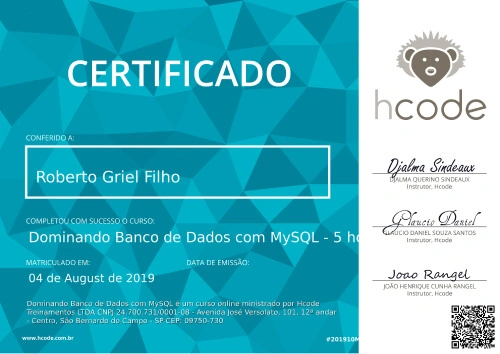 CERTIFICADO
CONFERIDO A:
Roberto Griel Filho
COMPLETOU COM SUCESSO O CURSO:
Dominando Banco de Dados com MySQL - 5 ho
MATRICULADO EM: DATA DE EMISSÃO:
04 de August de 2019
Dominando Banco de Dados com MySQL é um curso online ministrado por Hcode
Treinamentos LTDA CNPJ 24.700.731/0001-08 - Avenida José Versolato, 101, 12º andar
- Centro, São Bernardo do Campo - SP CEP: 09750-730
www.hcode.com.br #201910M
hcode
Djalma Sindeaux
DJALMA QUERINO SINDEAUX
Instrutor, Hcode
Glaucio Daniel
GLAUCIO DANIEL SOUZA SANTOS
Instrutor, Hcode
Joao Rangel
JOÃO HENRIQUE CUNHA RANGEL
Instrutor, Hcode